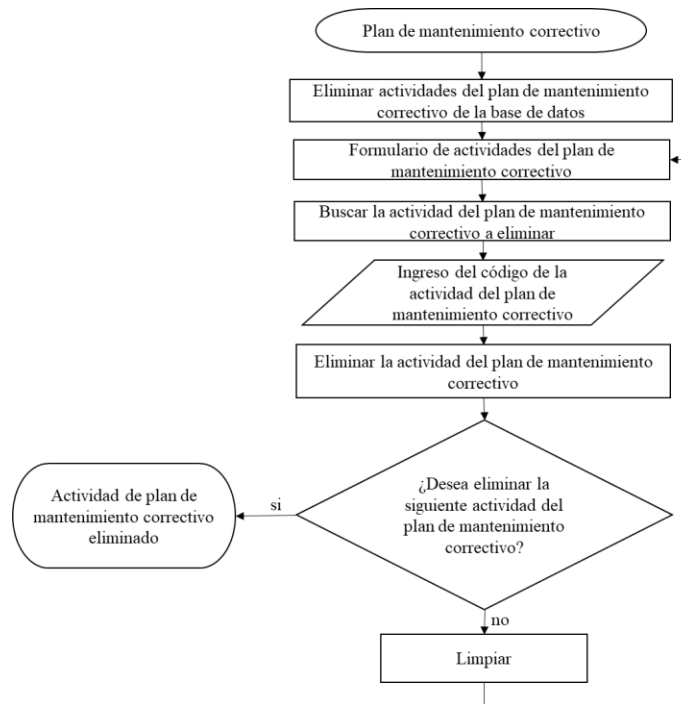 Plan de mantenimiento correctivo
Eliminar actividades del plan de mantenimiento
correctivo de la base de datos
Formulario de actividades del plan de
mantenimiento correctivo
Buscar la actividad del plan de mantenimiento
correctivo a eliminar
Ingreso del código de la
actividad del plan de
mantenimiento correctivo
Eliminar la actividad del plan de mantenimiento
correctivo
¿Desea eliminar la
siguiente actividad del
plan de mantenimiento
correctivo?
si
Actividad de plan de
mantenimiento correctivo
eliminado
no
Limpiar